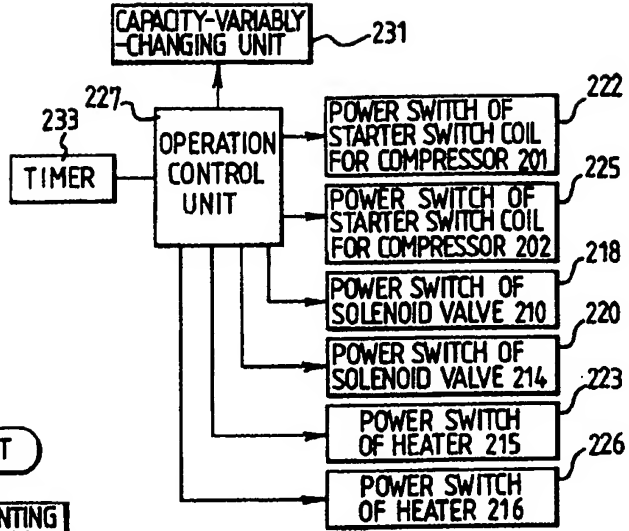 CAPACITY-VARIABLY
-CHANGING UNIT
231
227
OPERATION
CONTROL
UNIT
233
TIMER
222
POWER SWITCH OF
STARTER SWITCH COIL
FOR COMPRESSOR 201
225
POWER SWITCH OF
STARTER SWITCH COIL
FOR COMPRESSOR 202
218
POWER SWITCH OF
SOLENOID VALVE 210
220
POWER SWITCH OF
SOLENOID VALVE 214
223
POWER SWITCH
OF HEATER 215
226
POWER SWITCH
OF HEATER 216
T
NTING